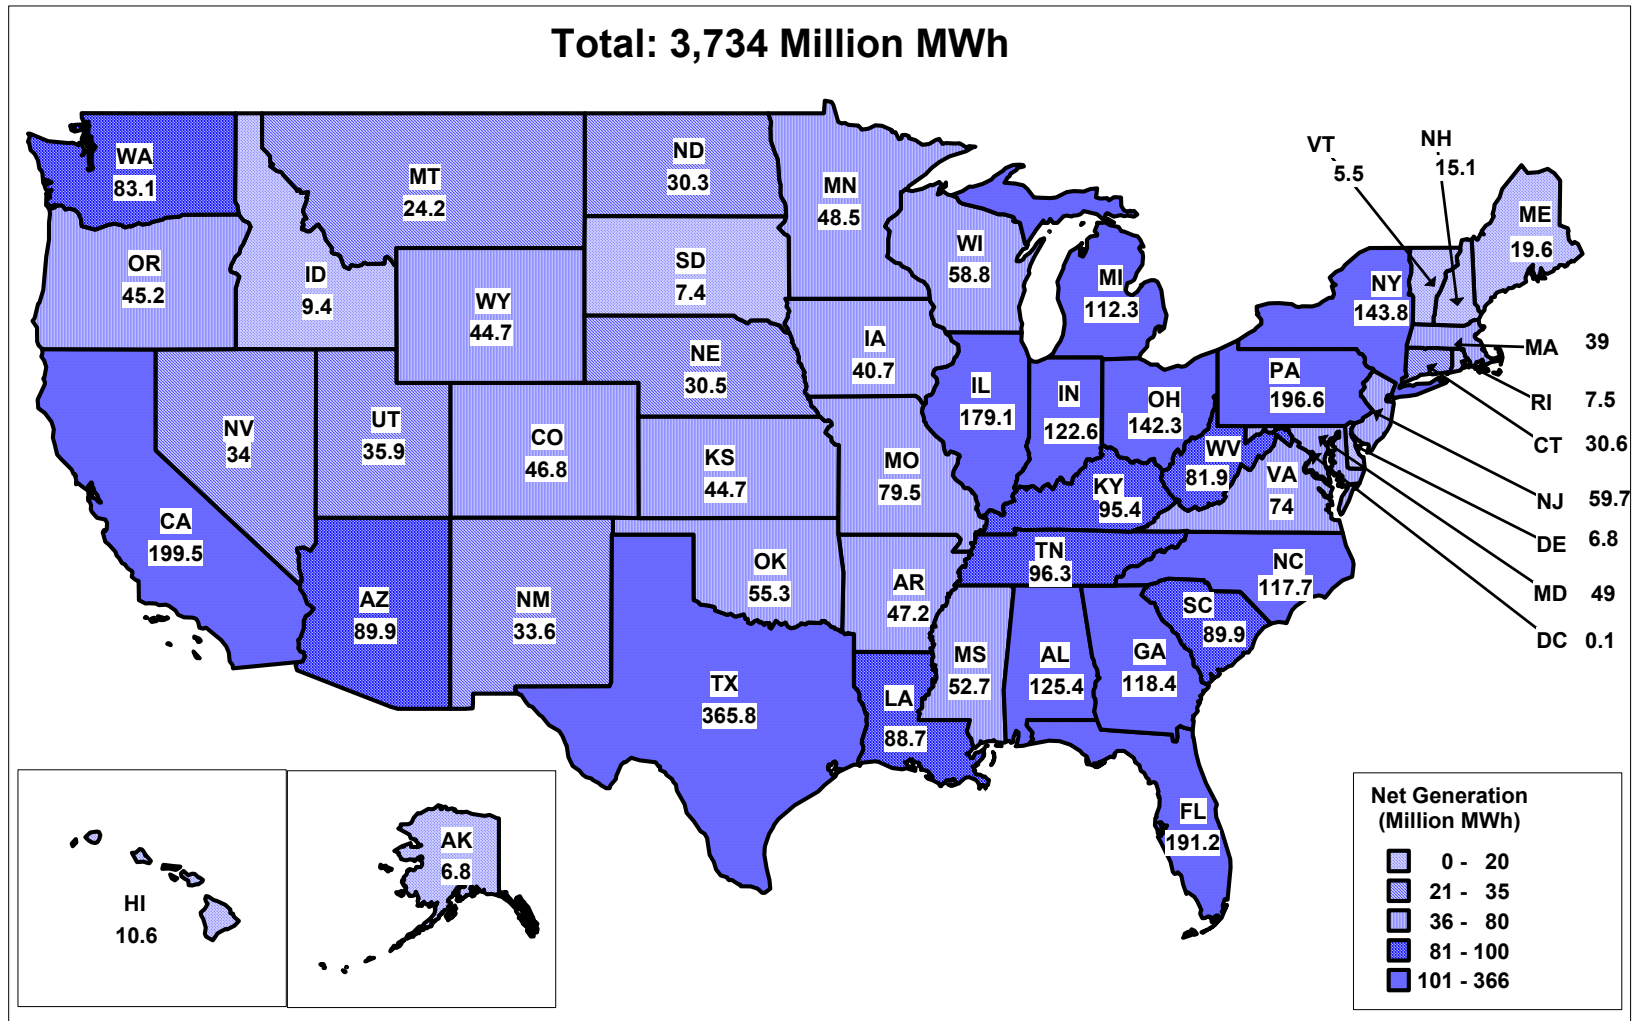 Total: 3,734 Million MWh
WA
83.1
MT
24.2
ND
30.3
MN
48.5
VT
5.5
NH
15.1
ME
19.6
OR
45.2
ID
9.4
WY
44.7
SD
7.4
WI
58.8
MI
112.3
NY
143.8
MA 39
RI 7.5
CT 30.6
NJ 59.7
DE 6.8
MD 49
DC 0.1
NE
30.5
IA
40.7
IL
179.1
IN
122.6
OH
142.3
PA
196.6
NV
34
UT
35.9
CO
46.8
KS
44.7
MO
79.5
KY
95.4
WV
81.9
VA
74
CA
199.5
AZ
89.9
NM
33.6
OK
55.3
AR
47.2
TN
96.3
NC
117.7
SC
89.9
MS
52.7
AL
125.4
GA
118.4
TX
365.8
LA
88.7
FL
191.2
HI
10.6
AK
6.8
Net Generation
(Million MWh)
0 - 20
21 - 35
36 - 80
81 - 100
101 - 366